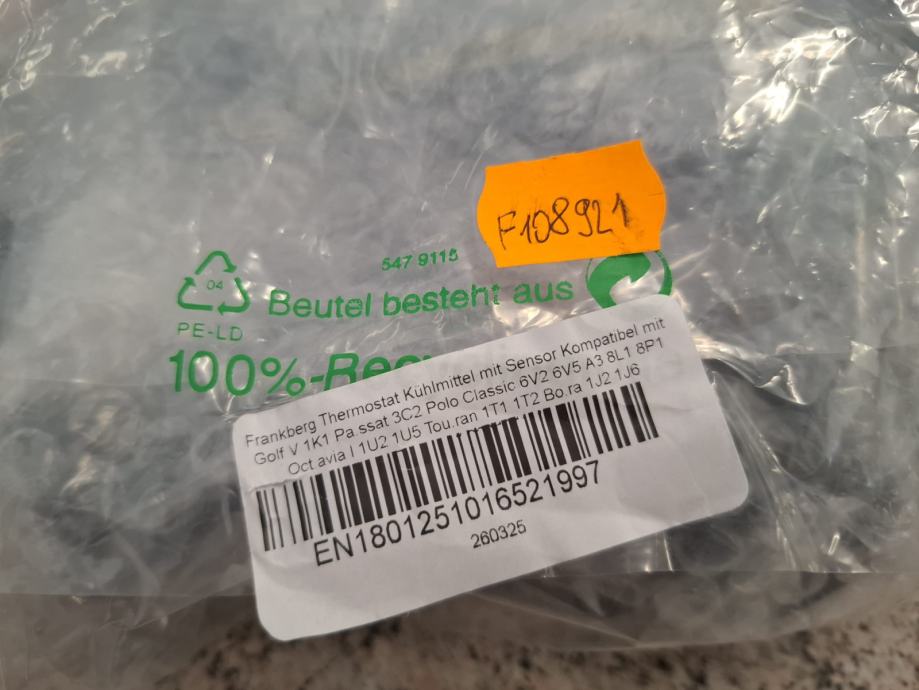 F108921
547 9115
04
PE-LD
Beutel besteht aus
100%-Rec
Frankberg Thermostat Kühlmittel mit Sensor Kompatibel mit
Golf V 1K1 Pa.ssat 3C2 Polo Classic 6V2 6V5 A3 8L1 8P1
Oct avia I 1U2 1U5 Tou.ran 1T1 1T2 Bo.ra 1J2 1J6
EN1801251016521997
260325